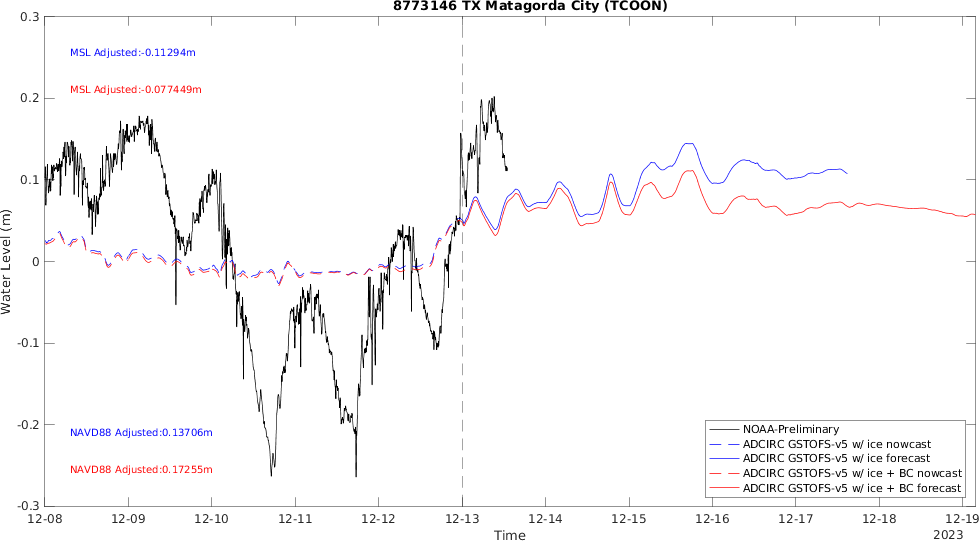 8773146 TX Matagorda City (TCOON)
0.3
0.2
0.1
0
-0.1
-0.2
-0.3
Water Level (m)
MSL Adjusted:-0.11294m
MSL Adjusted:-0.077449m
NAVD88 Adjusted:0.13706m
NAVD88 Adjusted:0.17255m
NOAA-Preliminary
ADCIRC GSTOFS-v5 w/ ice nowcast
ADCIRC GSTOFS-v5 w/ ice forecast
ADCIRC GSTOFS-v5 w/ ice + BC nowcast
ADCIRC GSTOFS-v5 w/ ice + BC forecast
12-08 12-09 12-10 12-11 12-12 12-13 12-14 12-15 12-16 12-17 12-18 12-19
Time
2023